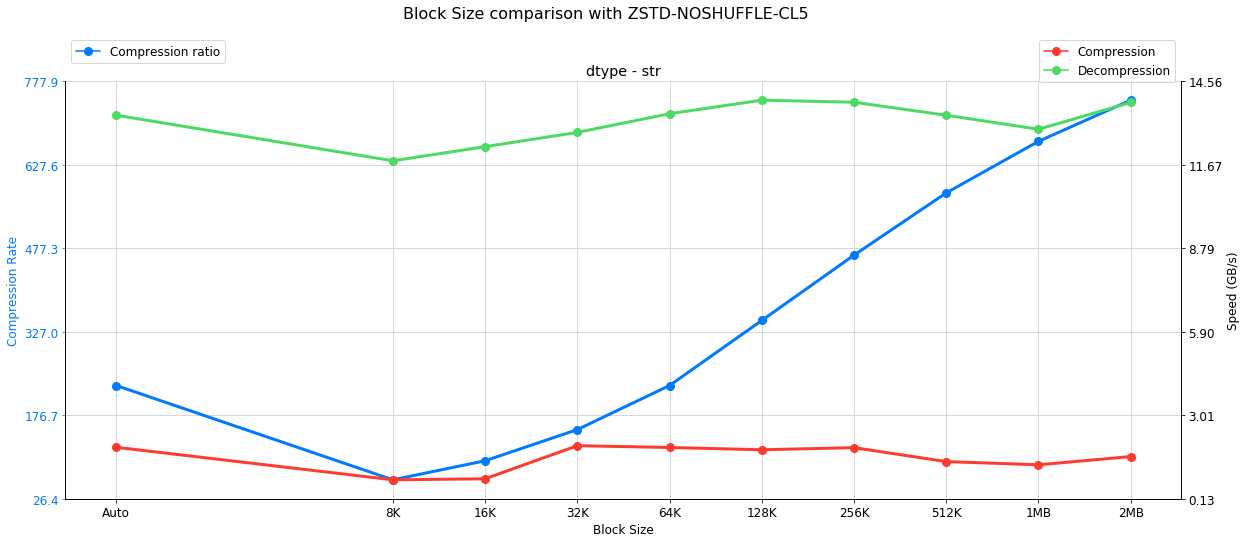 Block Size comparison with ZSTD-NOSHUFFLE-CL5
Compression ratio
Compression
Decompression
dtype - str
777.9
627.6
477.3
327.0
176.7
26.4
Compression Rate
14.56
11.67
8.79
5.90
3.01
0.13
Speed (GB/s)
Auto 8K 16K 32K 64K 128K 256K 512K 1MB 2MB
Block Size